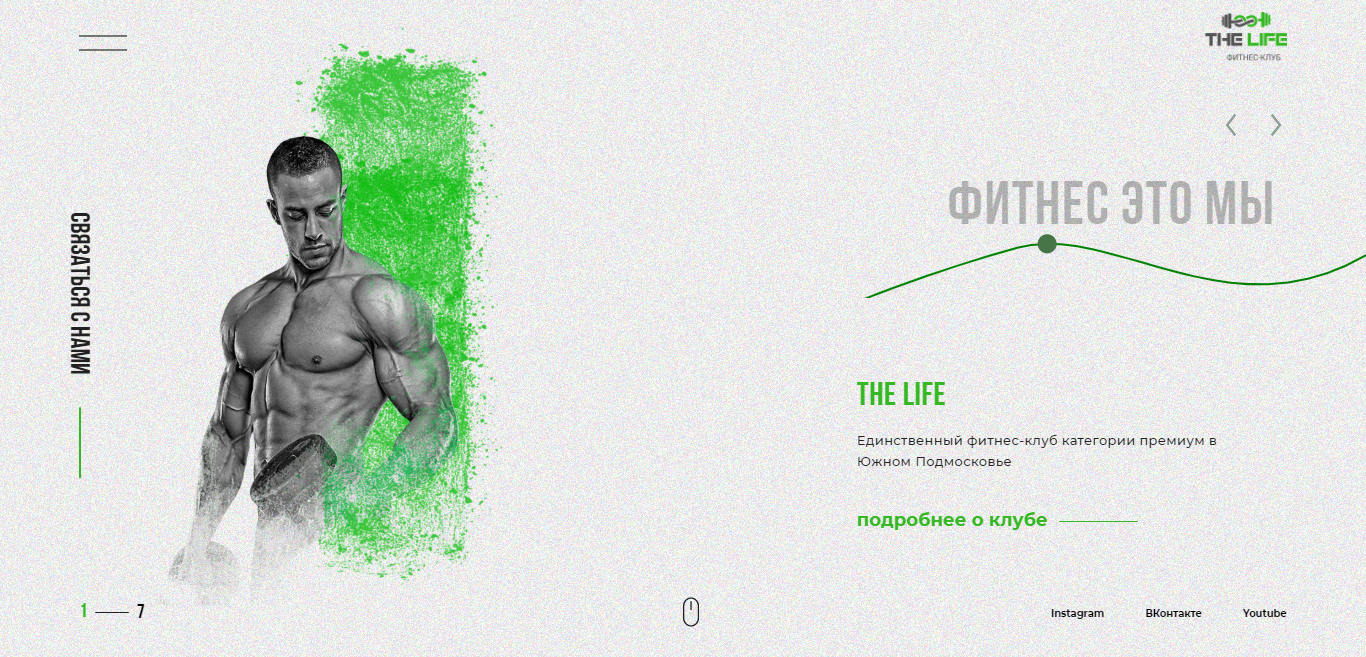 THE LIFE
ФИТНЕС-КЛУБ
ФИТНЕС ЭТО МЫ
СВЯЗАТЬСЯ С НАМИ
THE LIFE
Единственный фитнес-клуб категории премиум в
Южном Подмосковье
подробнее о клубе
1 7
Instagram ВКонтакте Youtube